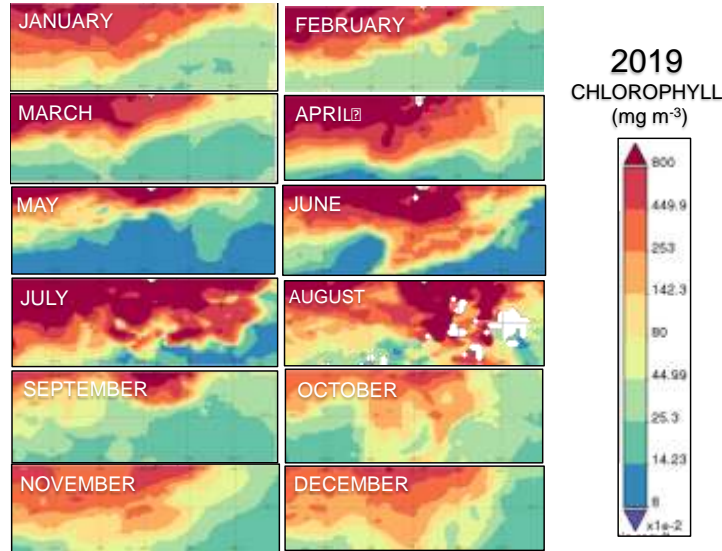 JANUARY
FEBRUARY
2019
CHLOROPHYLL
(mg m-3)
MARCH
APRIL⍰
MAY
JUNE
JULY
AUGUST
SEPTEMBER
OCTOBER
NOVEMBER
DECEMBER
800
449.9
253
142.3
80
44.99
25.3
14.23
8
x1e-2